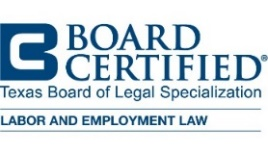 BOARD
CERTIFIED®
Texas Board of Legal Specialization
LABOR AND EMPLOYMENT LAW